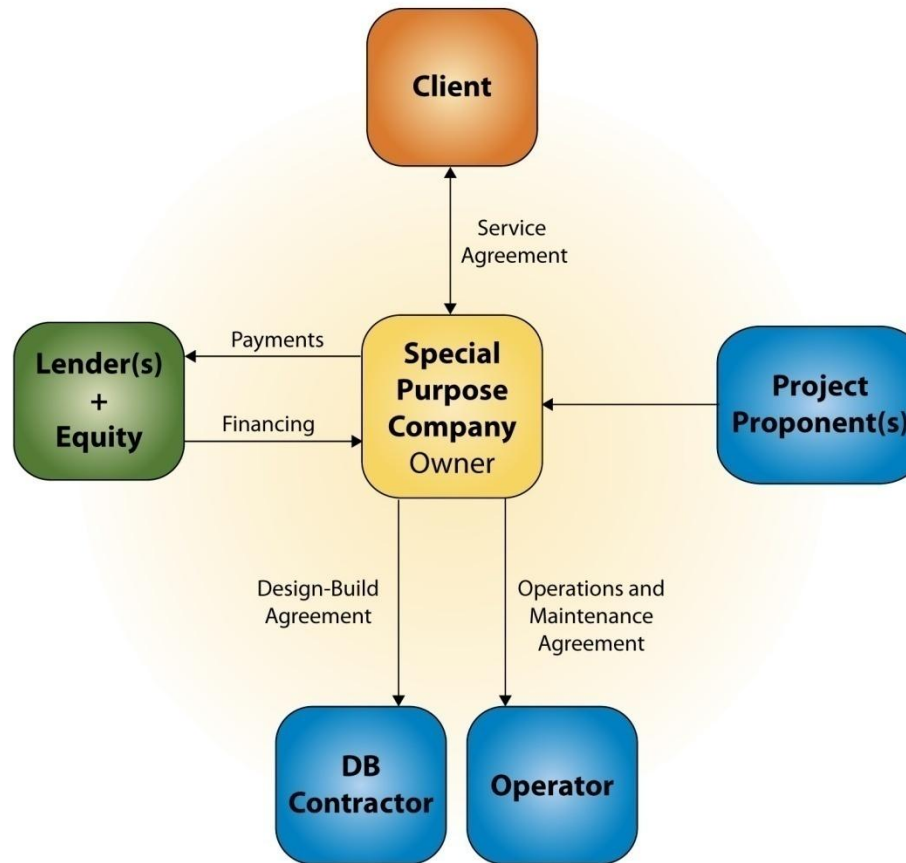 Client
Service
Agreement
Payments
Financing
Lender(s)
+
Equity
Special
Purpose
Company
Owner
Project
Proponent(s)
Design-Build
Agreement
Operations and
Maintenance
Agreement
DB
Contractor
Operator